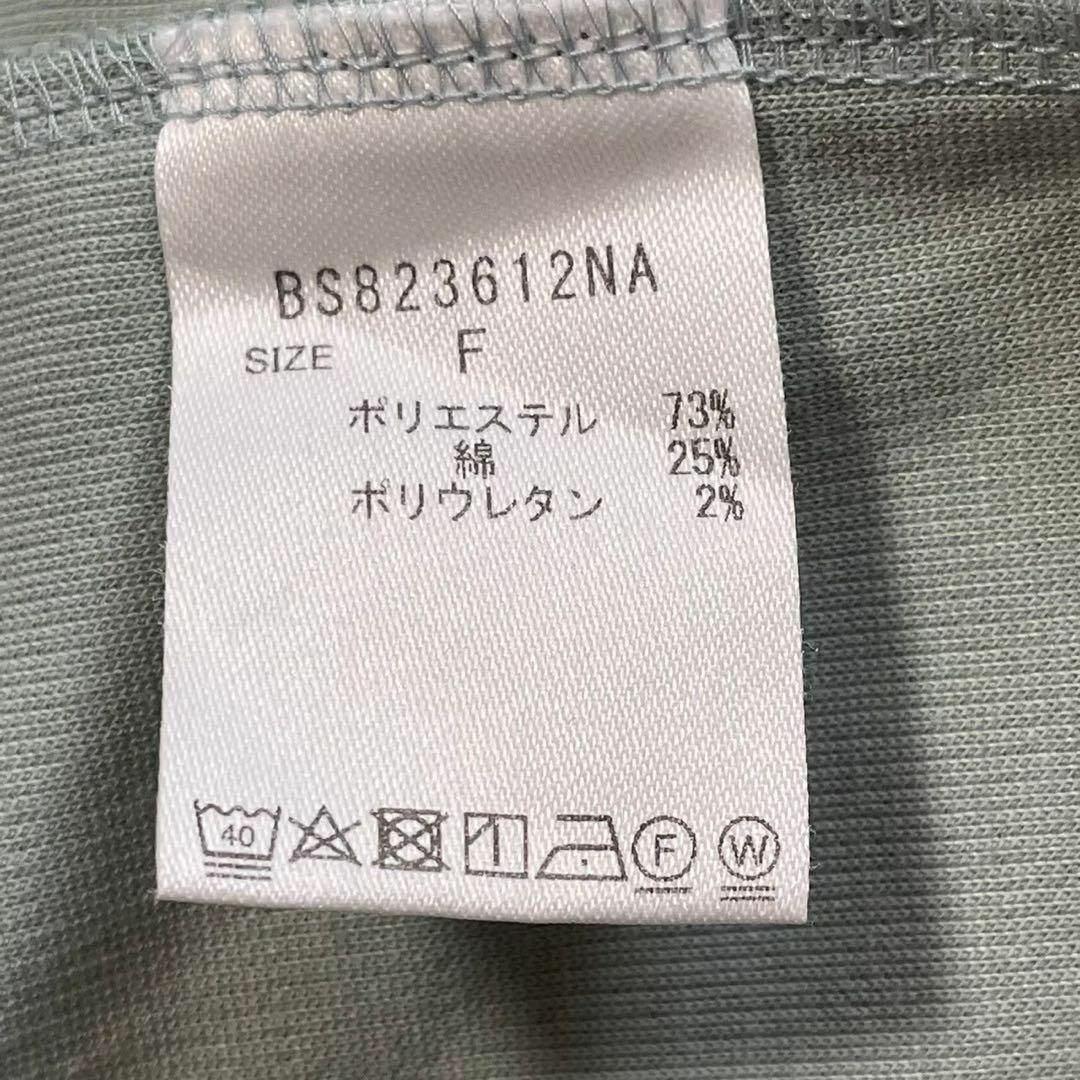 BS823612NA
SIZE F
ポリエステル 73%
綿 25%
ポリウレタン 2%
40 F W